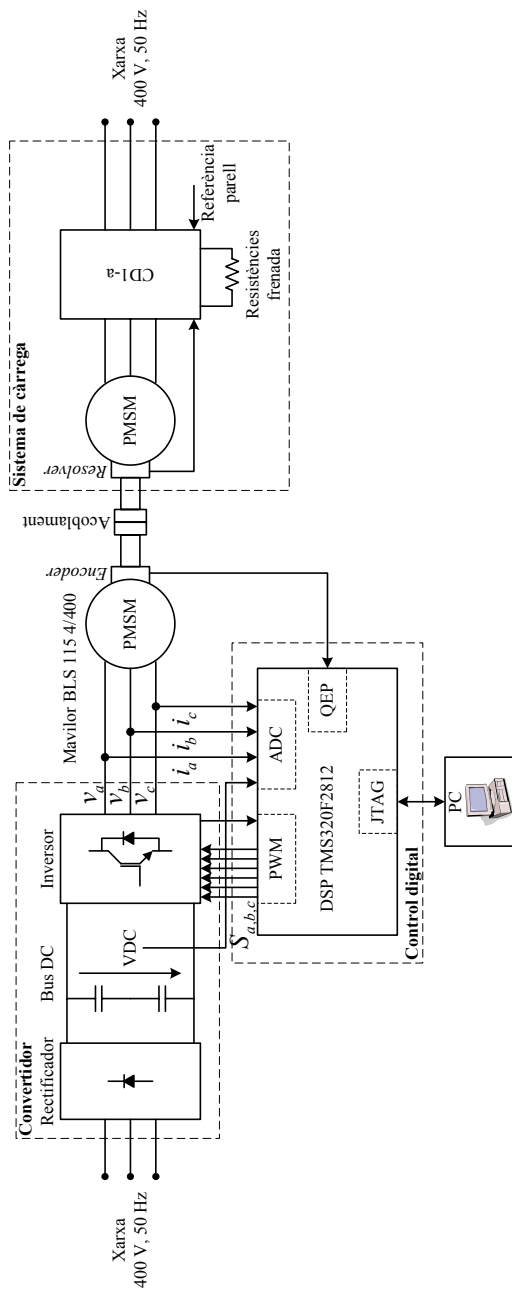 Xarxa
400 V, 50 Hz
Convertidor
Rectificador
Bus DC
VDC
Inversor
v_a
v_b
v_c
Mavilor BLS 115 4/400
PMSM
Encoder
Acoblament
Sistema de càrrega
Resolver
PMSM
CD1-a
Referència
parell
Resistències
frenada
Xarxa
400 V, 50 Hz
S_{a,b,c}
i_a
i_b
i_c
PWM
ADC
QEP
DSP TMS320F2812
JTAG
Control digital
PC